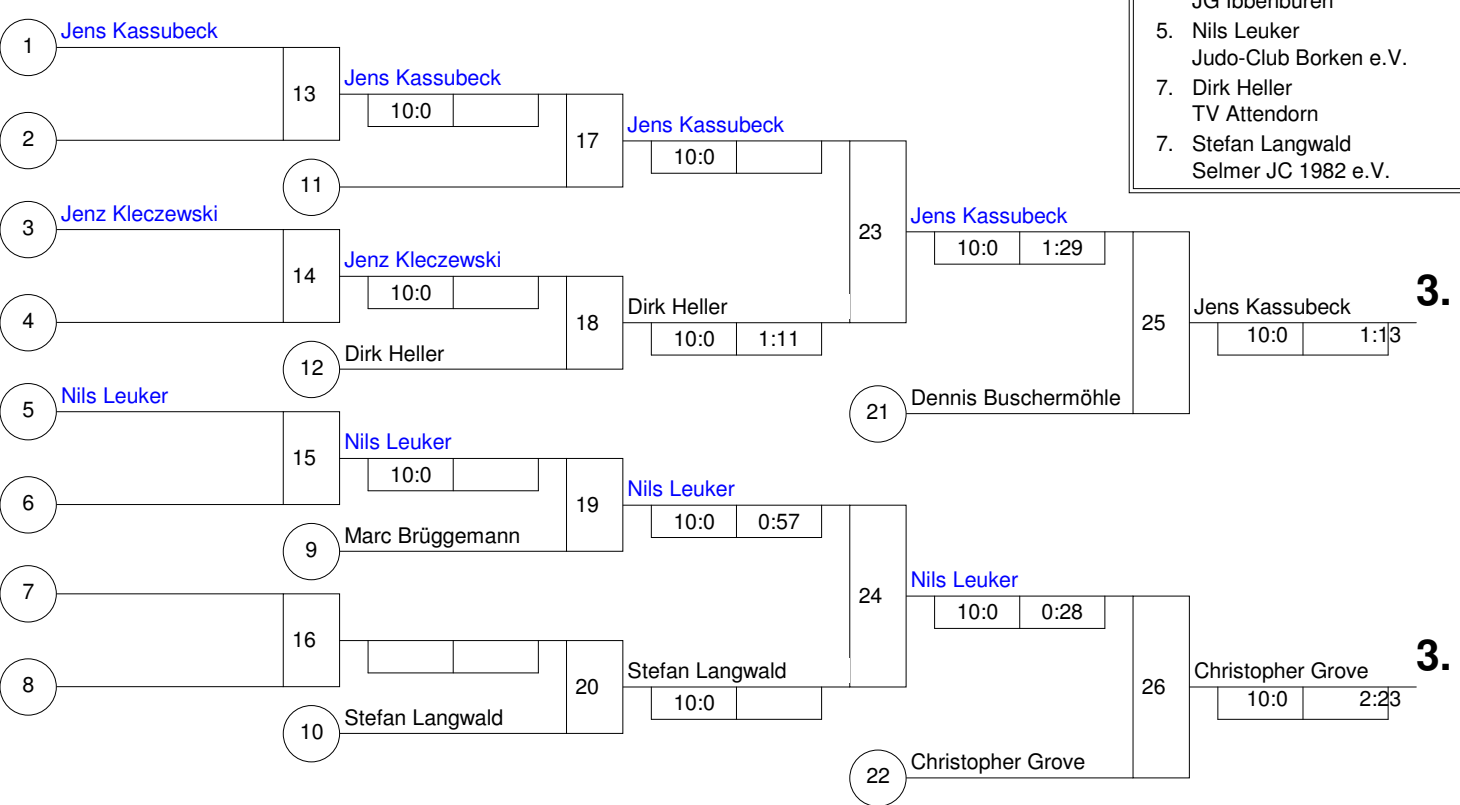 JG Ibbenbüren
5. Nils Leuker
Judo-Club Borken e.V.
7. Dirk Heller
TV Attendorn
7. Stefan Langwald
Selmer JC 1982 e.V.
1 Jens Kassubeck
13 Jens Kassubeck
10:0
2
17 Jens Kassubeck
10:0
11
3 Jenz Kleczewski
23 Jens Kassubeck
10:0 1:29
14 Jenz Kleczewski
10:0
4
18 Dirk Heller
10:0 1:11
12 Dirk Heller
25 Jens Kassubeck 3.
10:0 1:13
5 Nils Leuker
21 Dennis Buschermöhle
15 Nils Leuker
10:0
6
19 Nils Leuker
10:0 0:57
9 Marc Brüggemann
7
24 Nils Leuker
10:0 0:28
16
8
20 Stefan Langwald
10:0
10 Stefan Langwald
26 Christopher Grove 3.
10:0 2:23
22 Christopher Grove